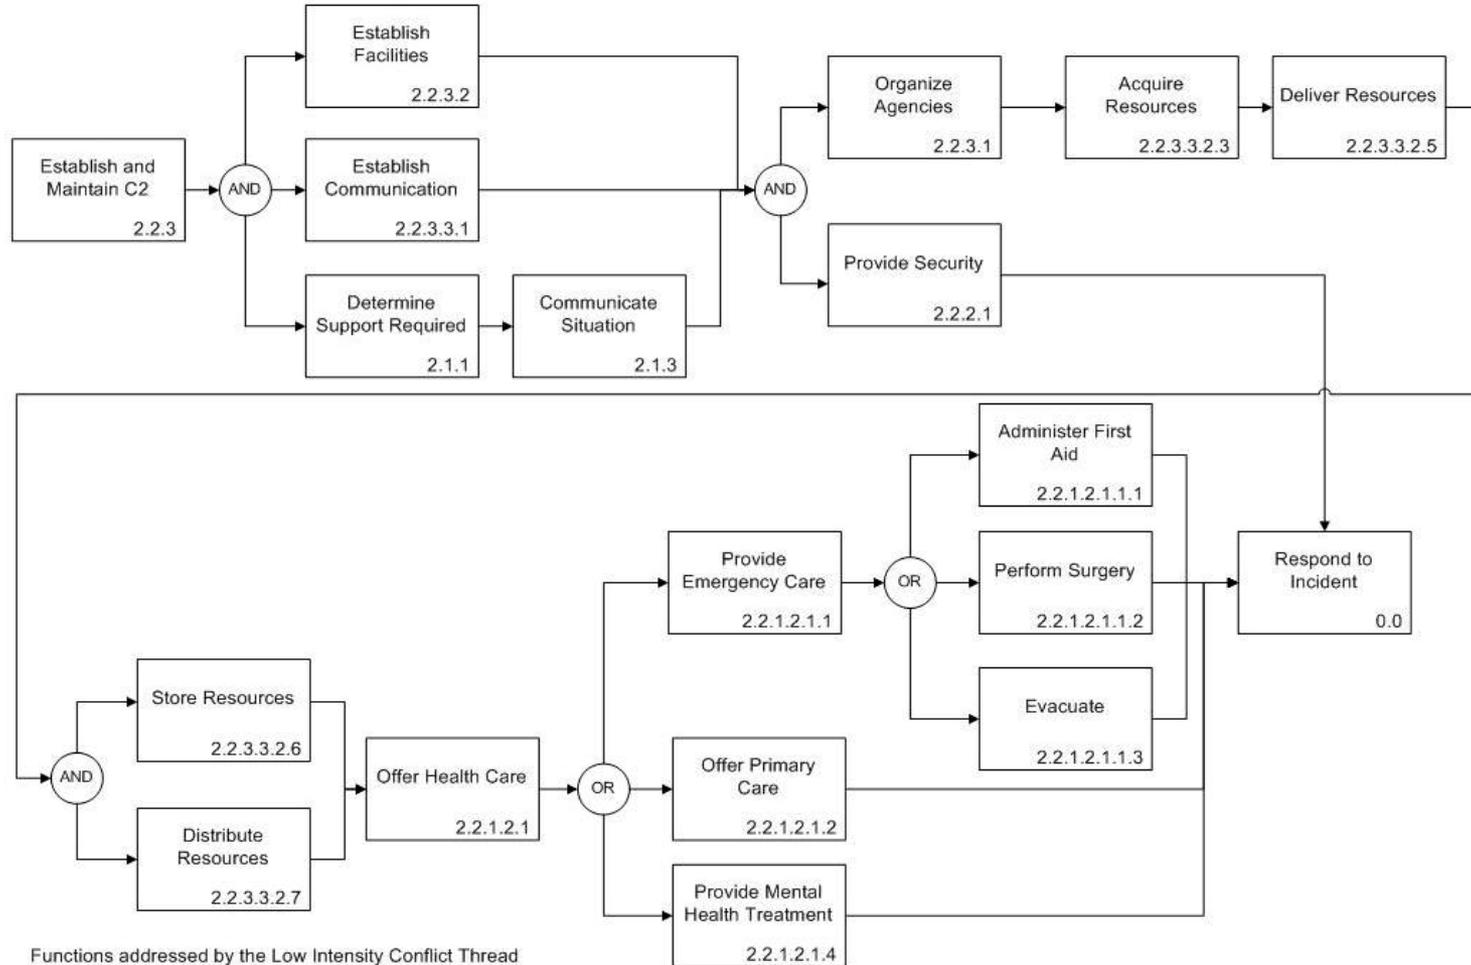 Establish
Facilities
2.2.3.2
Establish and
Maintain C2
2.2.3
AND
Establish
Communication
2.2.3.3.1
Determine
Support Required
2.1.1
Communicate
Situation
2.1.3
AND
Organize
Agencies
2.2.3.1
Acquire
Resources
2.2.3.3.2.3
Deliver Resources
2.2.3.3.2.5
Provide Security
2.2.2.1
AND
Store Resources
2.2.3.3.2.6
Distribute
Resources
2.2.3.3.2.7
Offer Health Care
2.2.1.2.1
OR
Provide
Emergency Care
2.2.1.2.1.1
OR
Administer First
Aid
2.2.1.2.1.1.1
Perform Surgery
2.2.1.2.1.1.2
Evacuate
2.2.1.2.1.1.3
Offer Primary
Care
2.2.1.2.1.2
Provide Mental
Health Treatment
2.2.1.2.1.4
Respond to
Incident
0.0
Functions addressed by the Low Intensity Conflict Thread